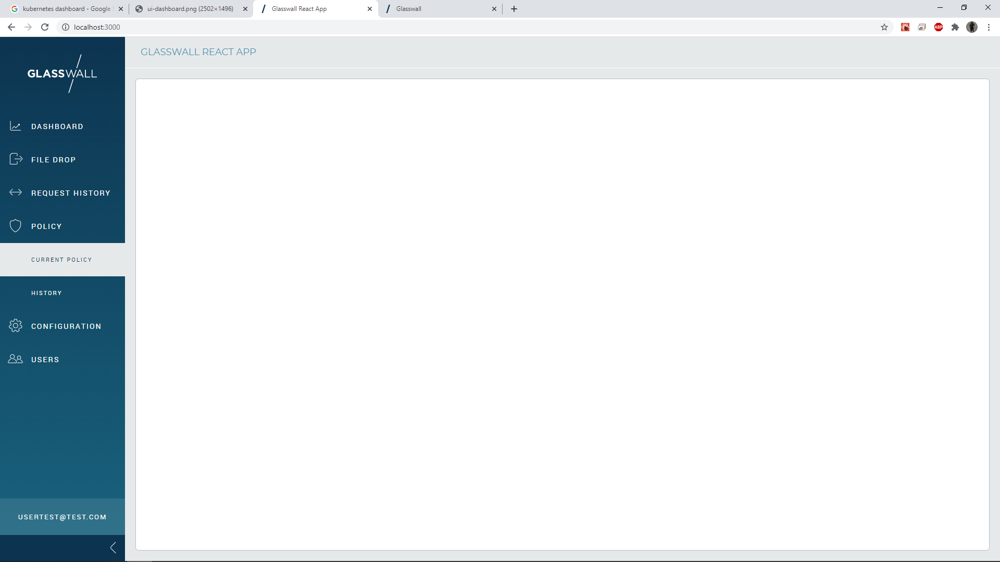 kubernetes dashboard - Google
ui-dashboard.png (2502×1496)
Glasswall React App
Glasswall
localhost:3000
ABP
GLASSWALL
GLASSWALL REACT APP
DASHBOARD
FILE DROP
REQUEST HISTORY
POLICY
CURRENT POLICY
HISTORY
CONFIGURATION
USERS
USERTEST@TEST.COM